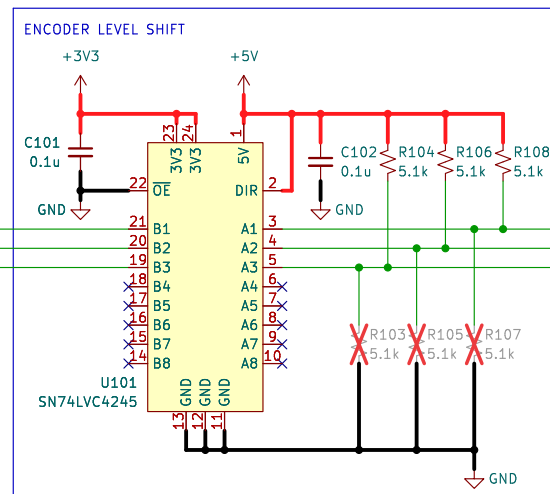 ENCODER LEVEL SHIFT
+3V3
+5V
23
24
1
3V3
3V3
5V
C101
0.1u
C102
0.1u
R104
5.1k
R106
5.1k
R108
5.1k
22
OE
DIR
2
GND
GND
21
B1
A1
3
20
B2
A2
4
19
B3
A3
5
18
B4
A4
6
17
B5
A5
7
16
B6
A6
8
15
B7
A7
9
14
B8
A8
10
R103
5.1k
R105
5.1k
R107
5.1k
U101
SN74LVC4245
GND
GND
GND
13
12
11
GND